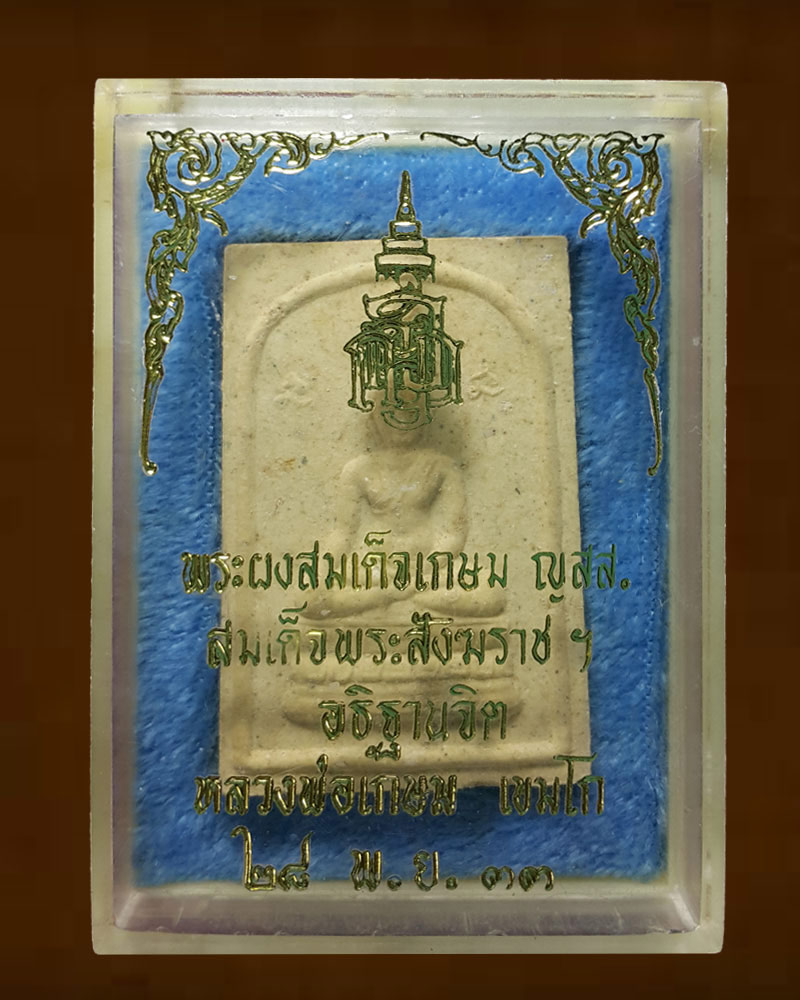 พระผงสมเด็จเกษม ญสส.
สมเด็จพระสังฆราช ฯ
อธิฐานจิต
หลวงพ่อเกษม เขมโก
๒๘ พ.ย. ๓๓